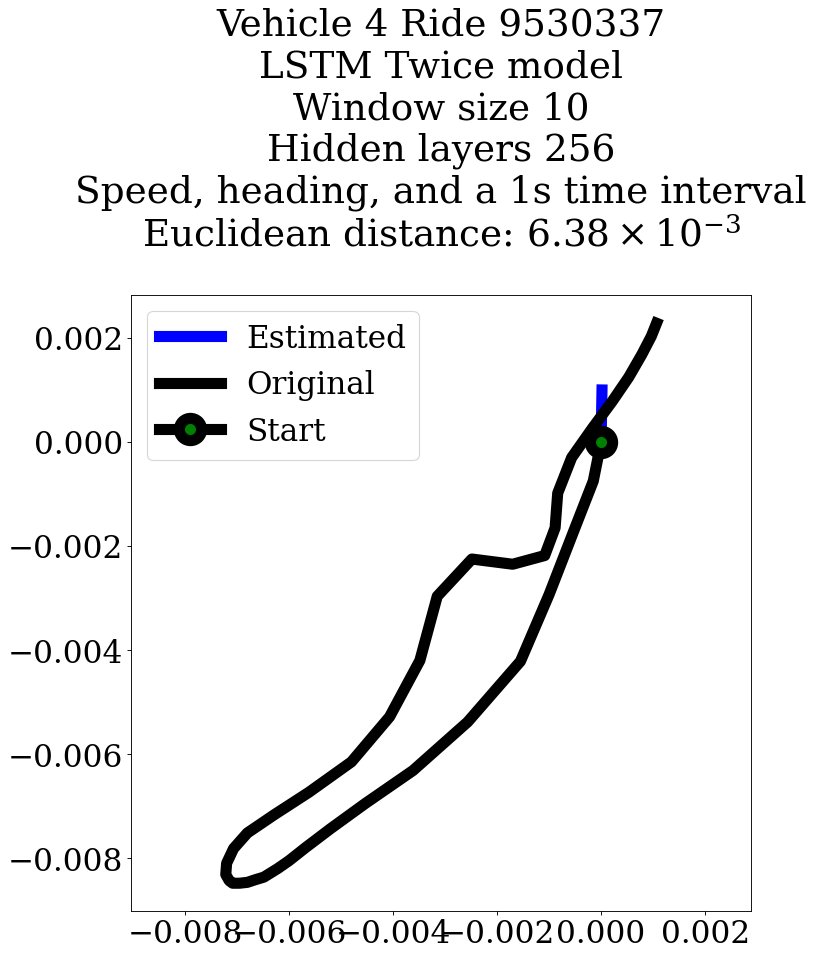 Vehicle 4 Ride 9530337
LSTM Twice model
Window size 10
Hidden layers 256
Speed, heading, and a 1s time interval
Euclidean distance: 6.38 × 10⁻³
Estimated
Original
Start
0.002
0.000
−0.002
−0.004
−0.006
−0.008
−0.008 −0.006 −0.004 −0.002 0.000 0.002